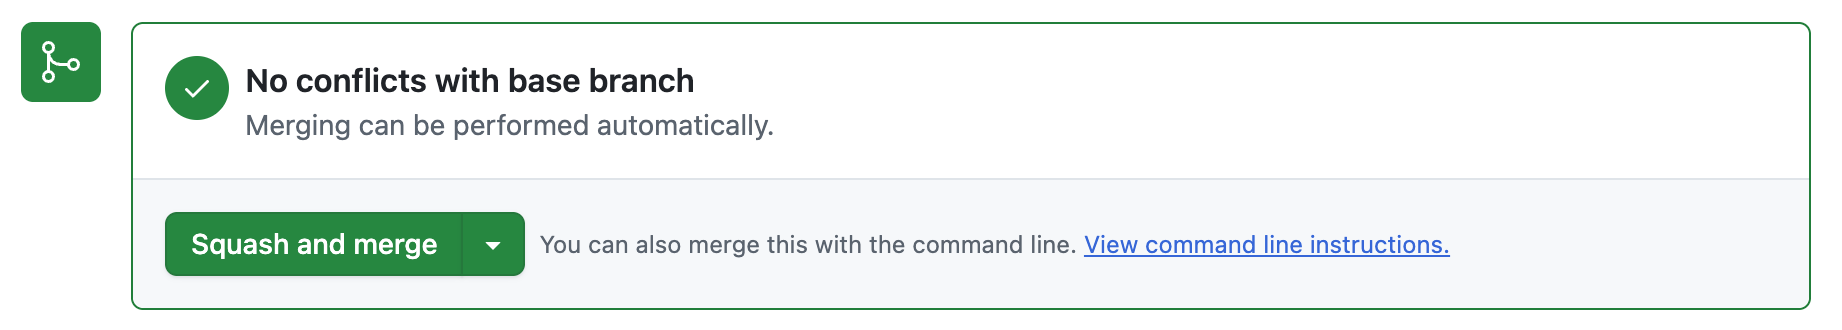 No conflicts with base branch
Merging can be performed automatically.
Squash and merge
You can also merge this with the command line. View command line instructions.